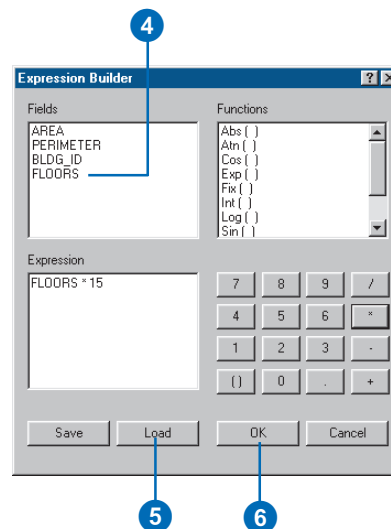 4
Expression Builder
? ×
Fields
Functions
AREA
PERIMETER
BLDG_ID
FLOORS
Abs ( )
Atn ( )
Cos ( )
Exp ( )
Fix ( )
Int ( )
Log ( )
Sin ( )
Expression
FLOORS * 15
7 8 9 /
4 5 6 *
1 2 3 -
( ) 0 . +
Save Load OK Cancel
5 6